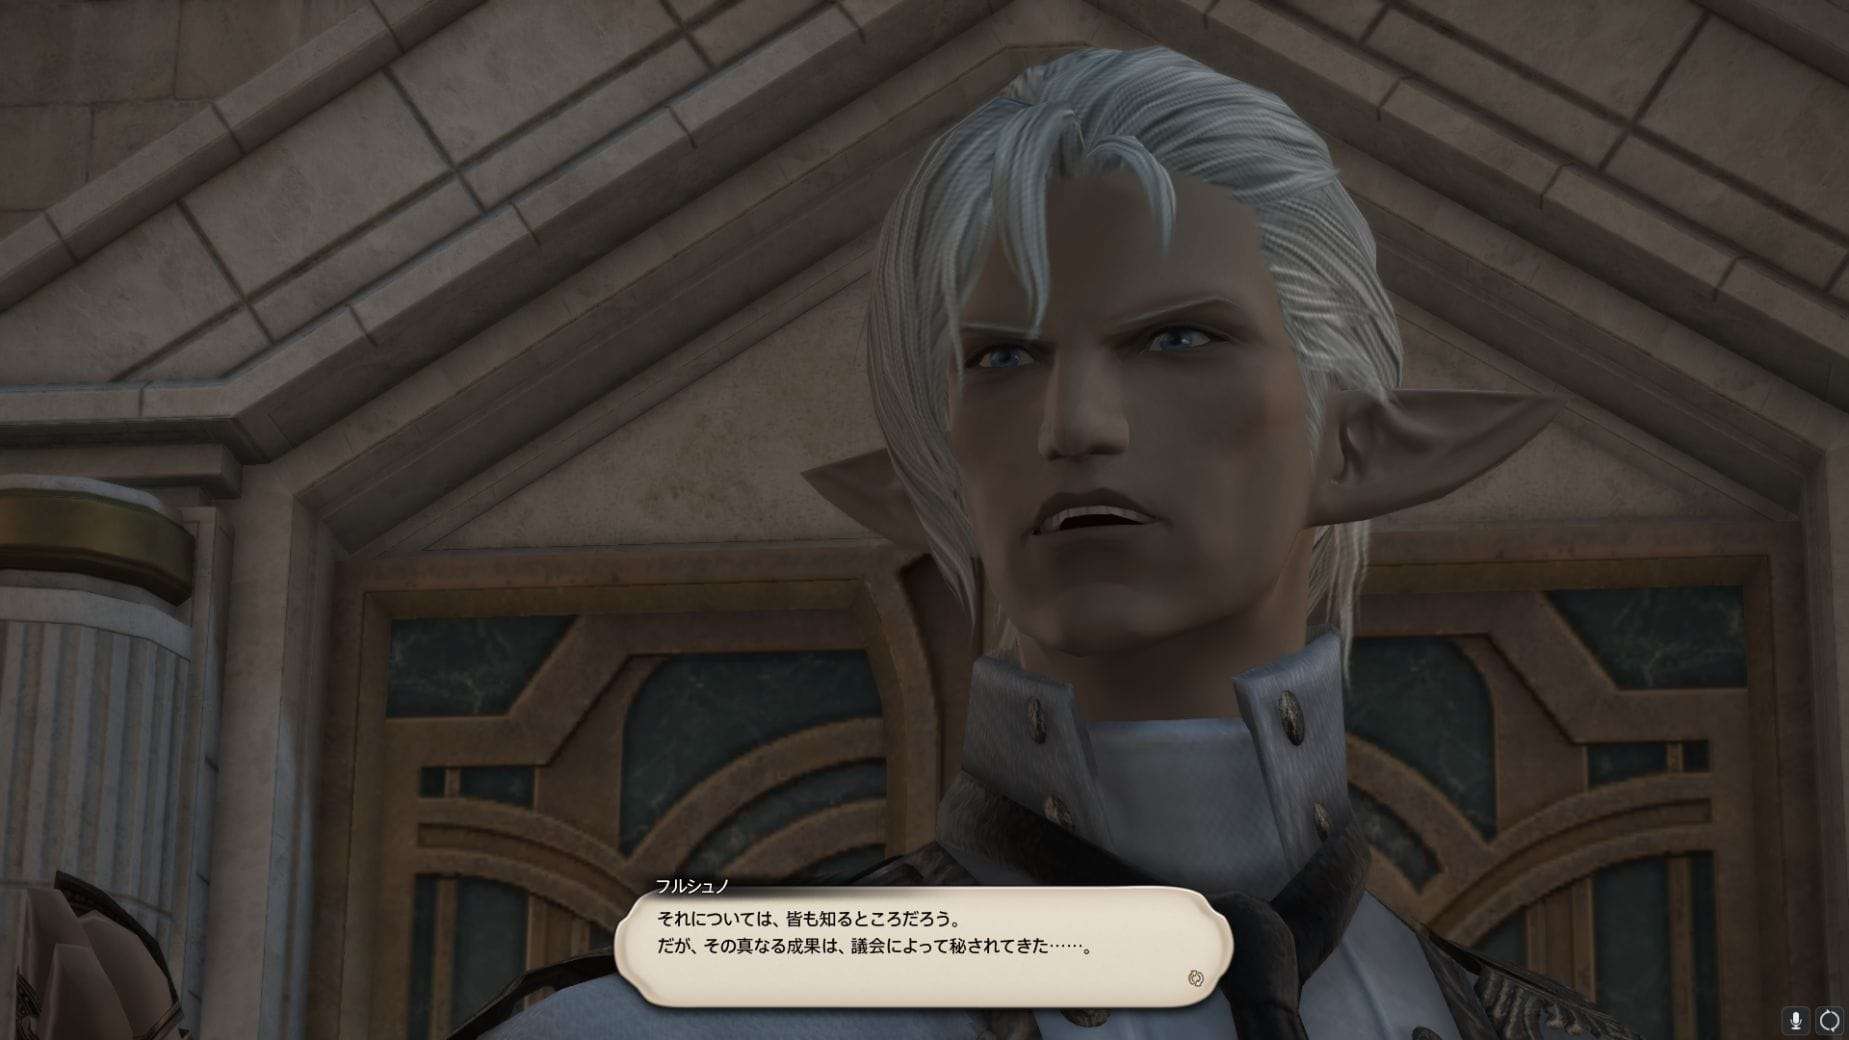 フルシュノ
それについては、皆も知るところだろう。
だが、その真なる成果は、議会によって秘されてきた……。